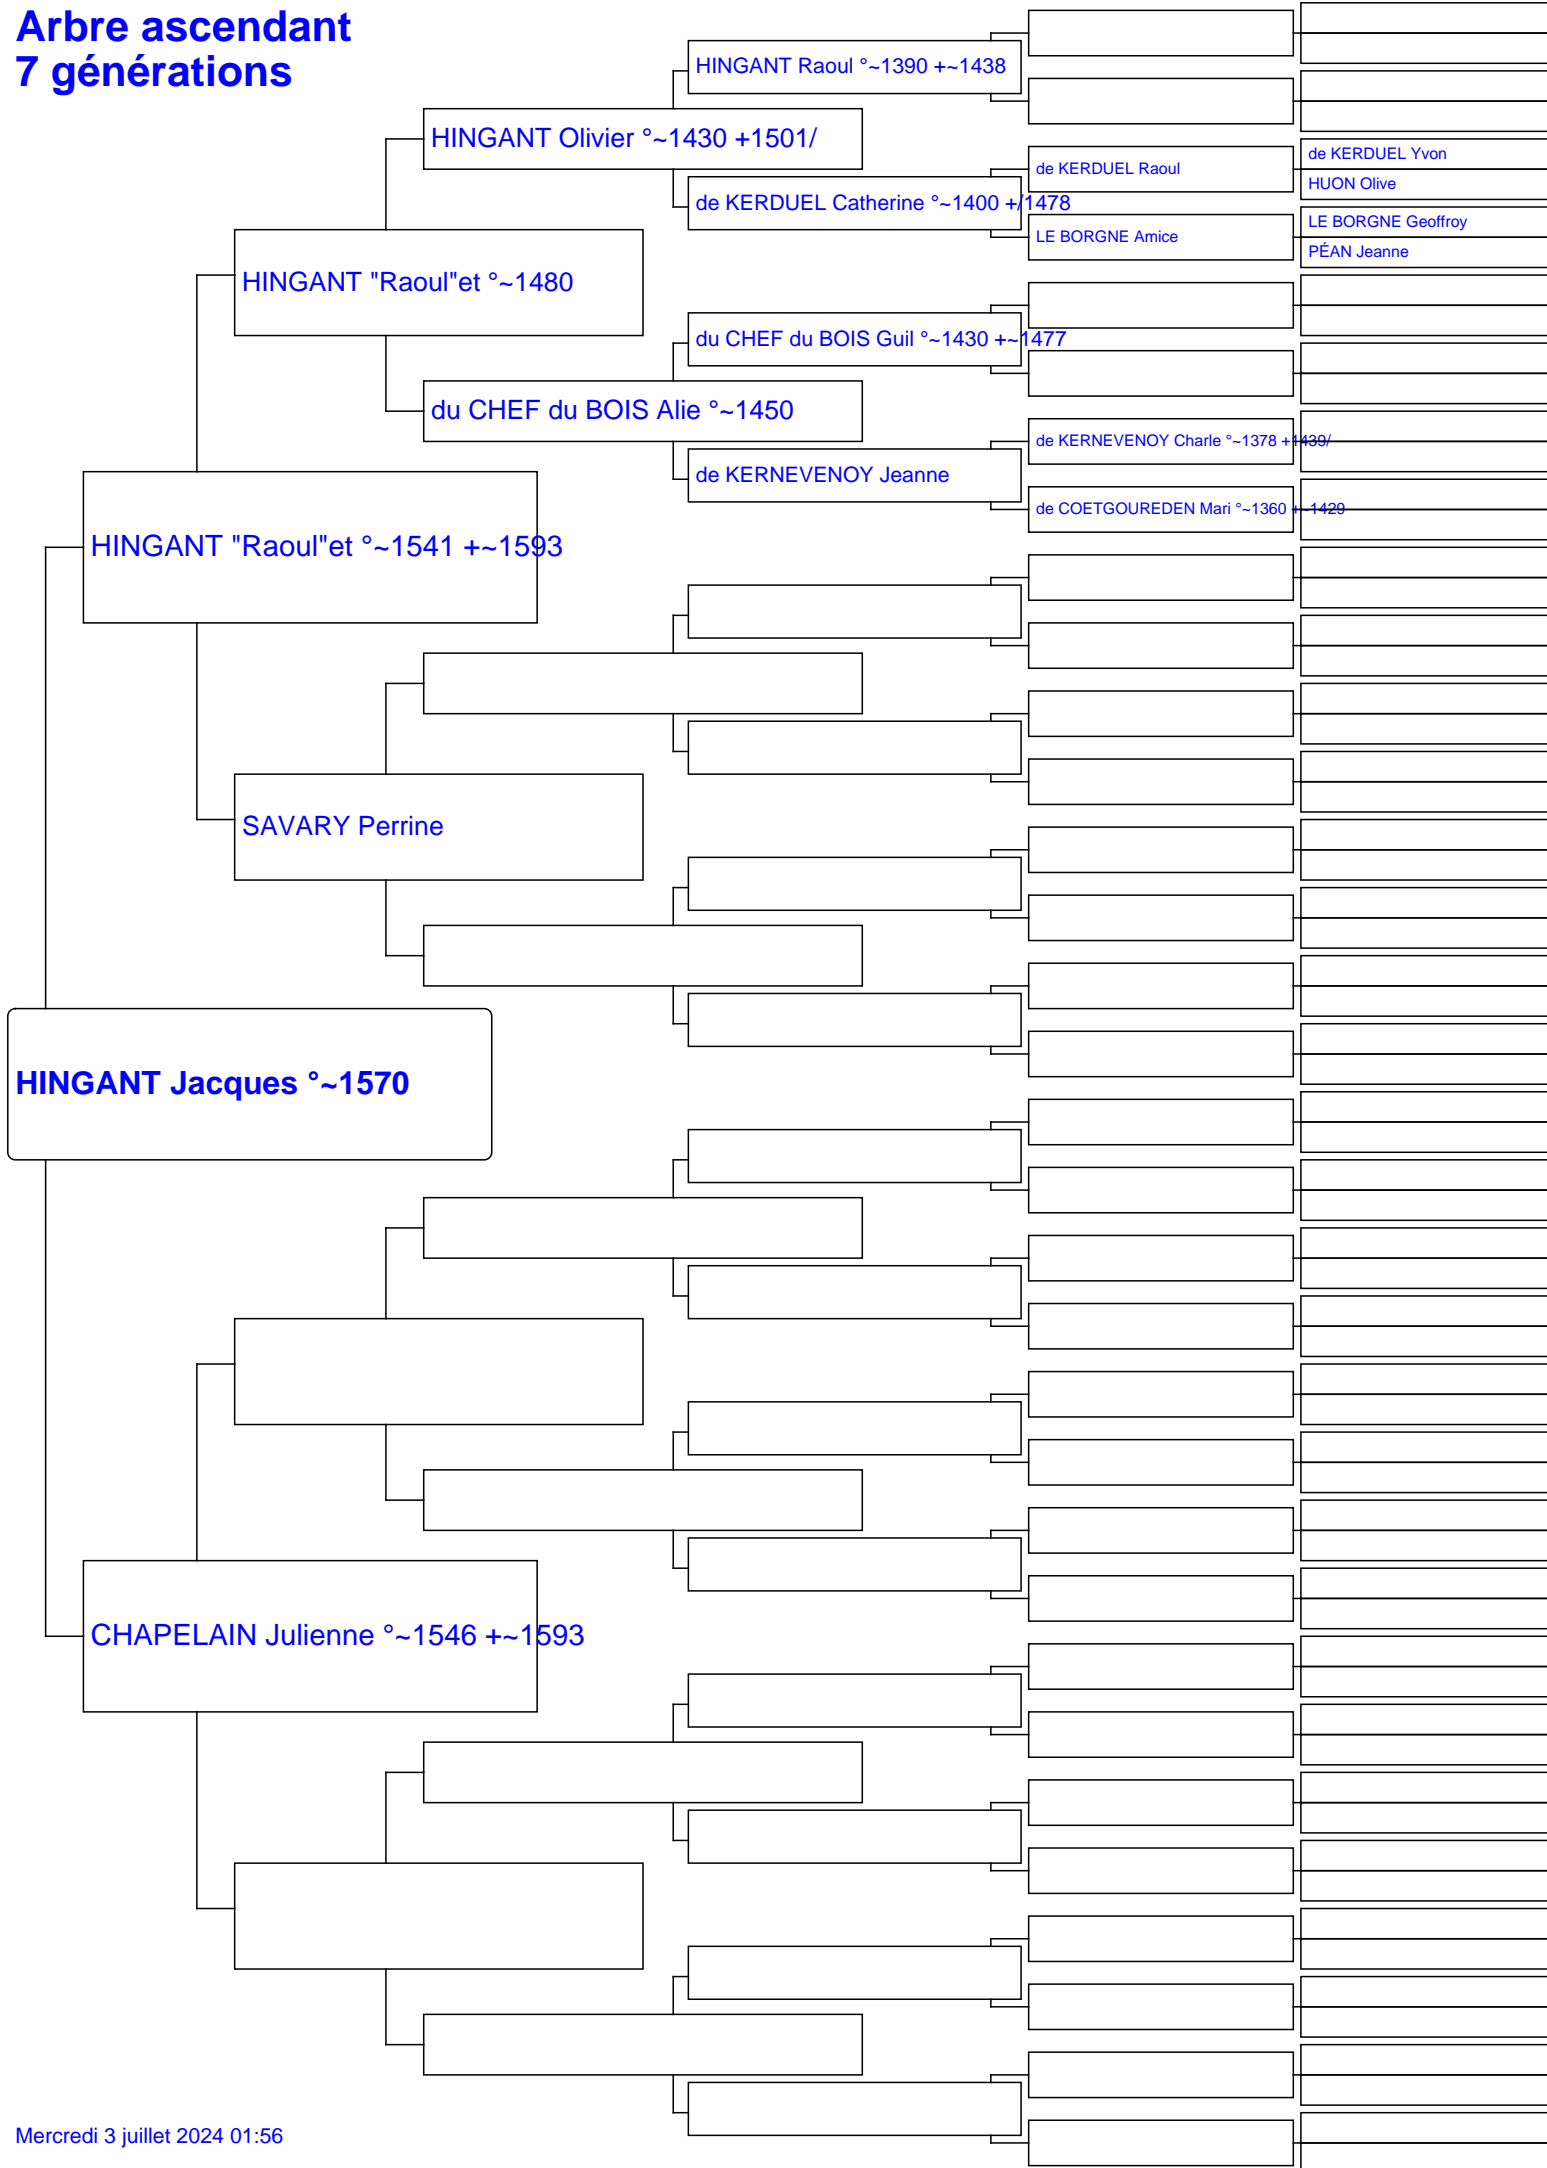 Arbre ascendant
7 générations
HINGANT Raoul °~1390 +~1438
HINGANT Olivier °~1430 +1501/
de KERDUEL Yvon
de KERDUEL Raoul
HUON Olive
de KERDUEL Catherine °~1400 +/1478
LE BORGNE Geoffroy
LE BORGNE Amice
PÉAN Jeanne
HINGANT "Raoul"et °~1480
du CHEF du BOIS Guil °~1430 +~1477
du CHEF du BOIS Alie °~1450
de KERNEVENOY Charle °~1378 +1439/
de KERNEVENOY Jeanne
de COETGOUREDEN Mari °~1360 +~1429
HINGANT "Raoul"et °~1541 +~1593
SAVARY Perrine
HINGANT Jacques °~1570
CHAPELAIN Julienne °~1546 +~1593
Mercredi 3 juillet 2024 01:56